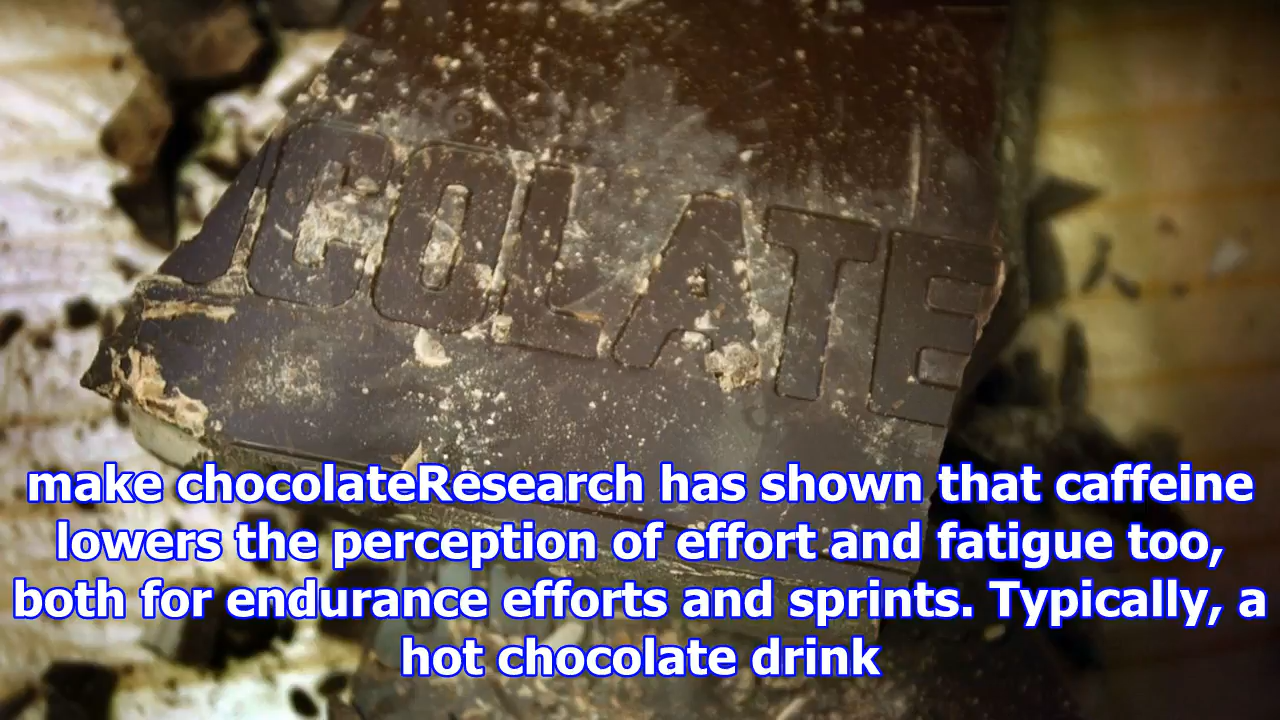 COLATE
make chocolateResearch has shown that caffeine
lowers the perception of effort and fatigue too,
both for endurance efforts and sprints. Typically, a
hot chocolate drink